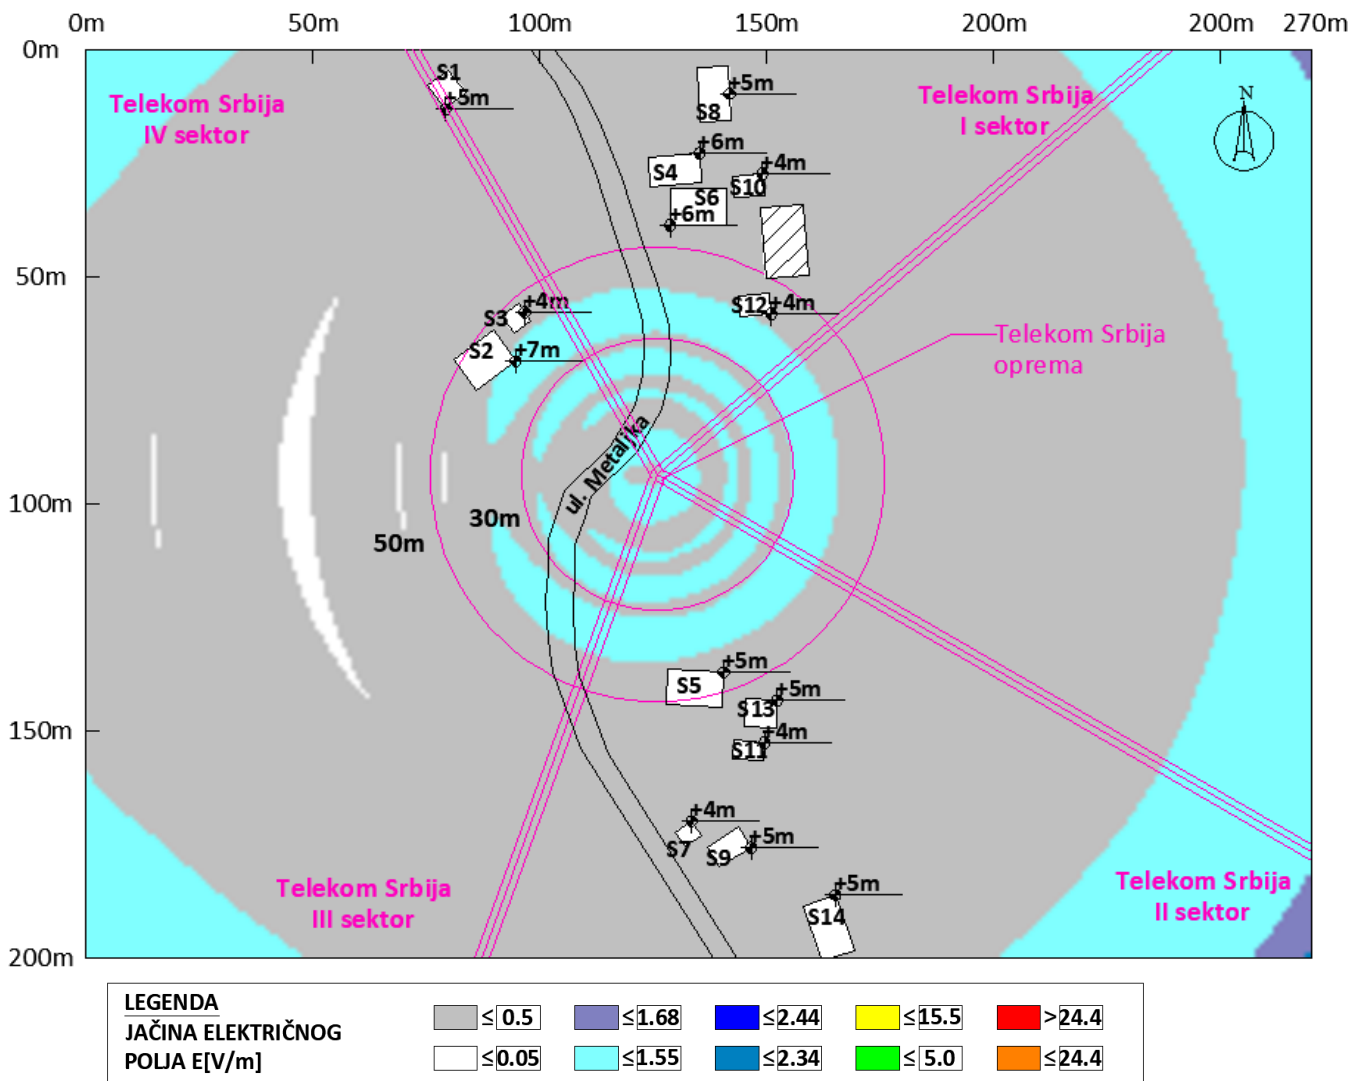 0m 50m 100m 150m 200m 200m 270m
0m
S1
+5m
+5m
S8
Telekom Srbija
IV sektor
Telekom Srbija
I sektor
N
+6m
S4
+4m
S10
S6
+6m
50m
+4m
S3
S12
+4m
S2
+7m
Telekom Srbija
oprema
ul. Metaljka
100m
30m
50m
+5m
S5
+5m
S13
150m
+4m
S11
+4m
S7
+5m
S9
+5m
S14
Telekom Srbija
III sektor
Telekom Srbija
II sektor
200m
LEGENDA
JAČINA ELEKTRIČNOG
POLJA E[V/m]
≤ 0.5 ≤ 1.68 ≤ 2.44 ≤ 15.5 > 24.4
≤ 0.05 ≤ 1.55 ≤ 2.34 ≤ 5.0 ≤ 24.4